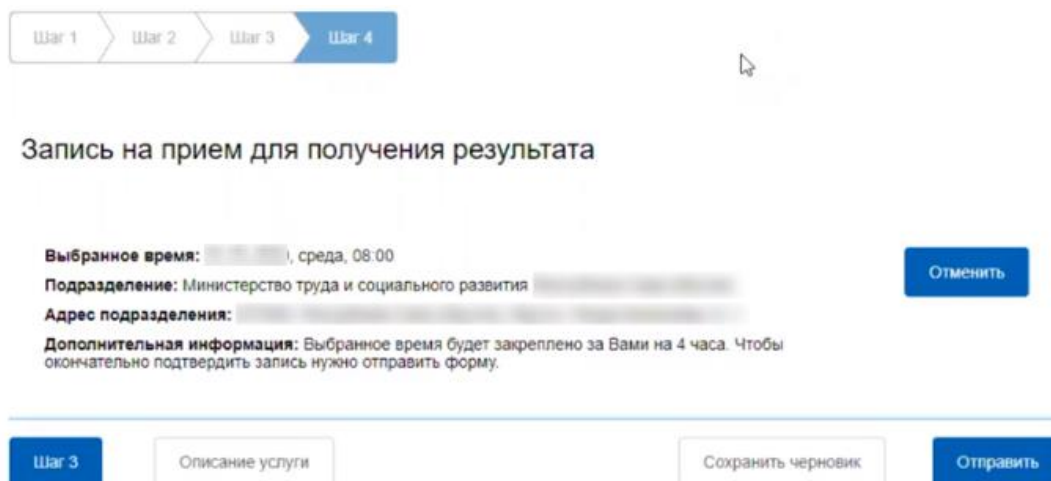 Шаг 1 Шаг 2 Шаг 3 Шаг 4
Запись на прием для получения результата
Выбранное время: , среда, 08:00
Отменить
Подразделение: Министерство труда и социального развития
Адрес подразделения:
Дополнительная информация: Выбранное время будет закреплено за Вами на 4 часа. Чтобы
окончательно подтвердить запись нужно отправить форму.
Шаг 3 Описание услуги Сохранить черновик Отправить